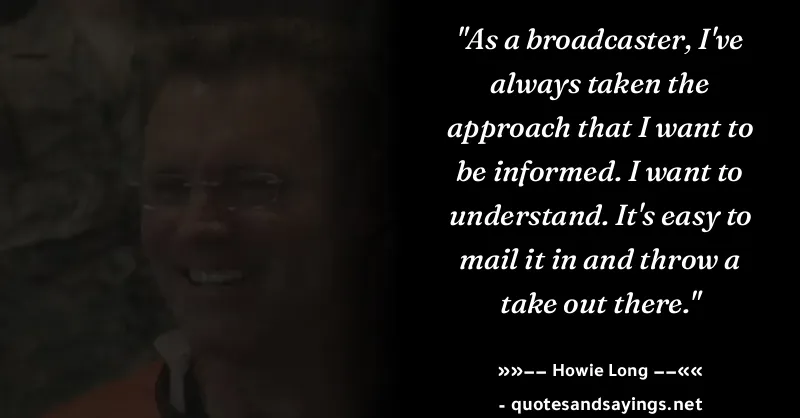 "As a broadcaster, I've
always taken the
approach that I want to
be informed. I want to
understand. It's easy to
mail it in and throw a
take out there."
»»–– Howie Long ––««
- quotesandsayings.net